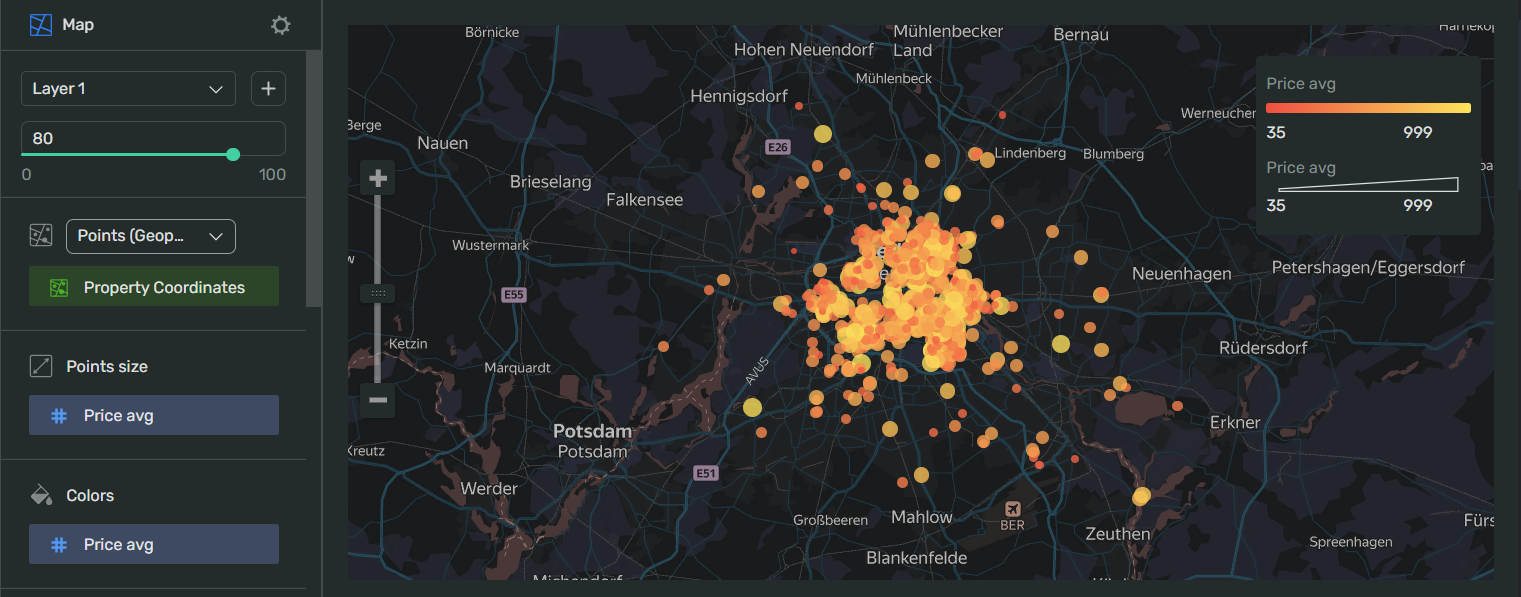 Map
Layer 1
80
0
100
Points (Geop...
Property Coordinates
Points size
Price avg
Colors
Price avg
Börnicke
Mühlenbecker
Land
Bernau
Hohen Neuendorf
Mühlenbeck
Hennigsdorf
Berge
Nauen
E26
Werneuchen
Lindenberg
Blumberg
Brieselang
Falkensee
Wustermark
Neuenhagen
Petershagen/Eggersdorf
E55
Ketzin
Marquardt
Rüdersdorf
AVUS
Potsdam
Potsdam
Erkner
Kreutz
E51
Werder
Großbeeren
Mahlow
BER
Zeuthen
Fürs
Spreenhagen
Blankenfelde
Michendorf
Price avg
35
999
Price avg
35
999